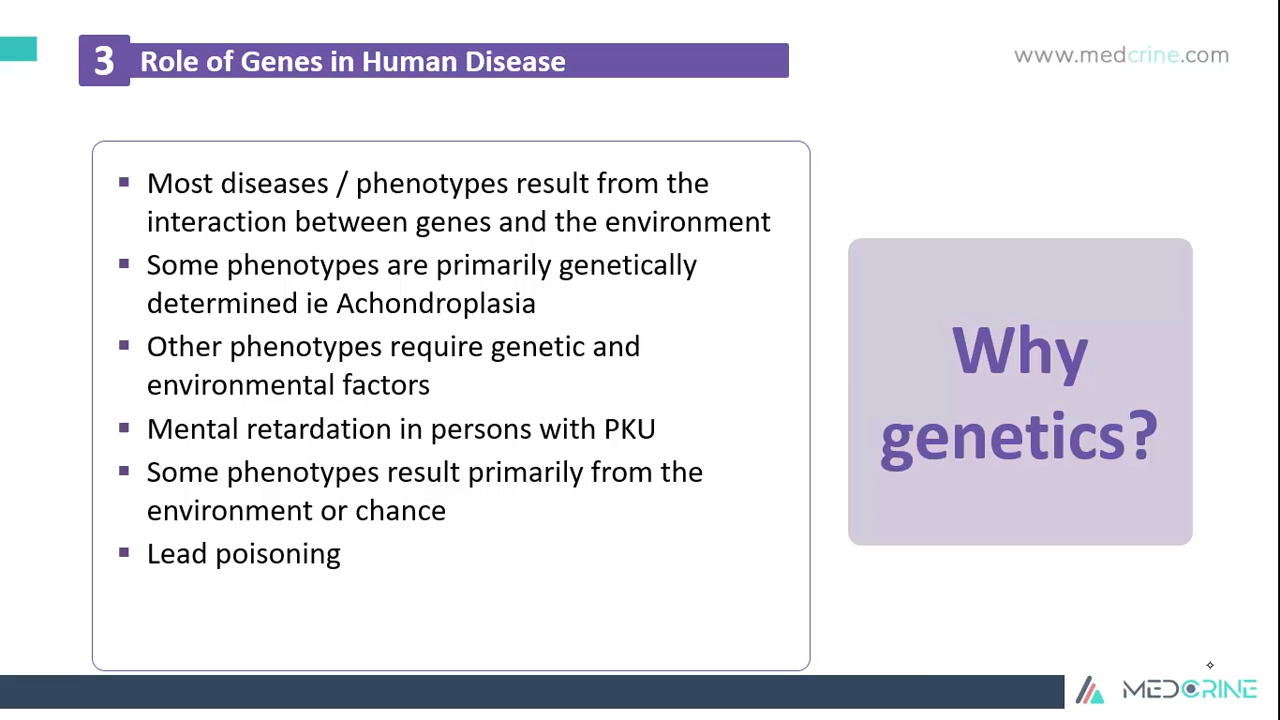 3 Role of Genes in Human Disease
www.medcrine.com
▪ Most diseases / phenotypes result from the
interaction between genes and the environment
▪ Some phenotypes are primarily genetically
determined ie Achondroplasia
▪ Other phenotypes require genetic and
environmental factors
▪ Mental retardation in persons with PKU
▪ Some phenotypes result primarily from the
environment or chance
▪ Lead poisoning
Why
genetics?
MEDCRINE